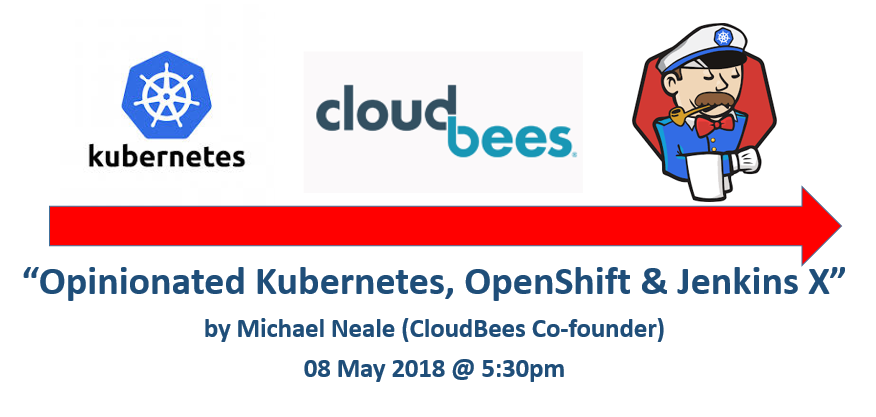 kubernetes
cloudbees®
“Opinionated Kubernetes, OpenShift & Jenkins X”
by Michael Neale (CloudBees Co-founder)
08 May 2018 @ 5:30pm